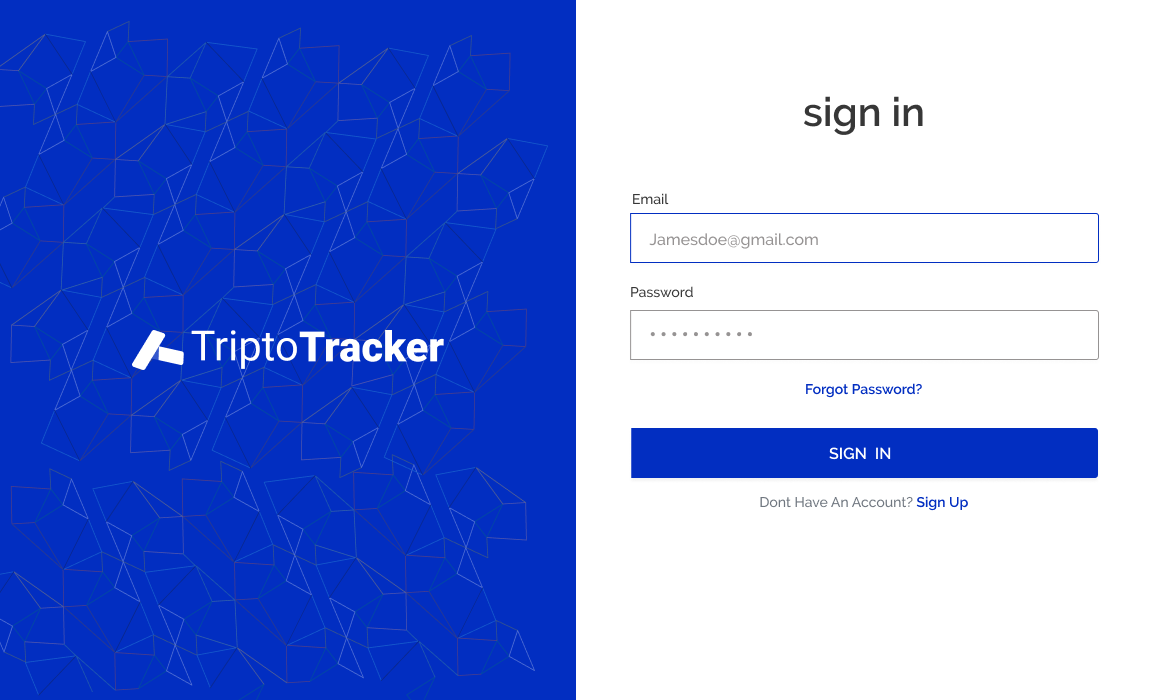 TriptoTracker
sign in
Email
Jamesdoe@gmail.com
Password
Forgot Password?
SIGN IN
Dont Have An Account? Sign Up